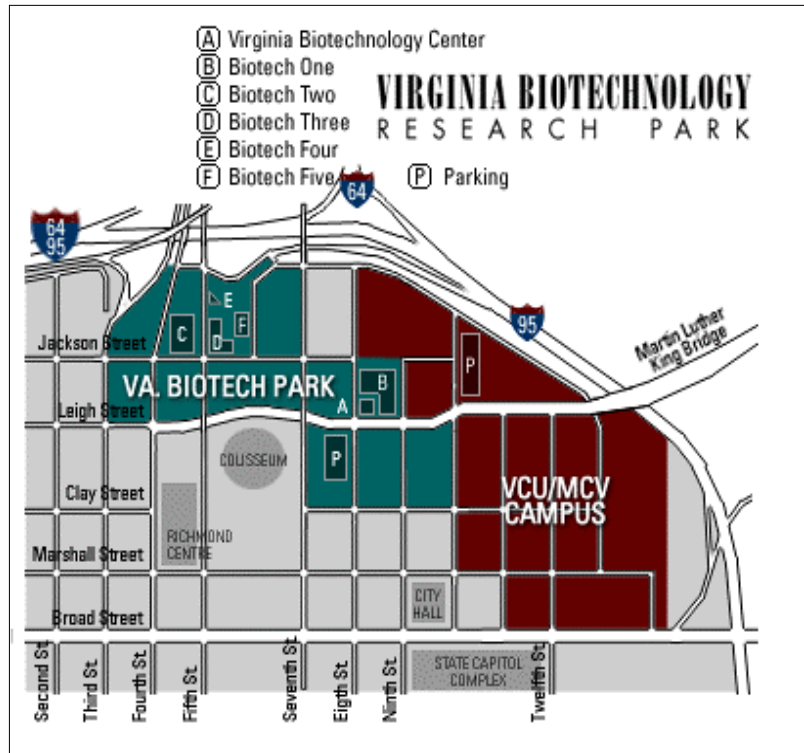 A Virginia Biotechnology Center
B Biotech One
C Biotech Two
D Biotech Three
E Biotech Four
F Biotech Five
P Parking
VIRGINIA BIOTECHNOLOGY
RESEARCH PARK
64
64
95
95
Martin Luther
King Bridge
E
F
C
D
Jackson Street
P
VA. BIOTECH PARK
B
A
Leigh Street
COLISSEUM
P
Clay Street
VCU/MCV
CAMPUS
RICHMOND
CENTRE
Marshall Street
CITY
HALL
Broad Street
STATE CAPITOL
COMPLEX
Second St.
Third St.
Fourth St.
Fifth St.
Seventh St.
Eigth St.
Ninth St.
Twelfth St.